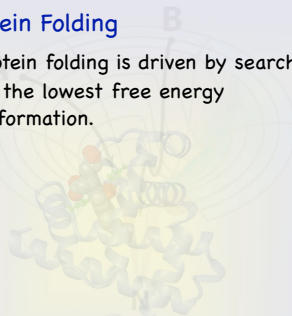 ein Folding
otein folding is driven by search
the lowest free energy
formation.
B
N